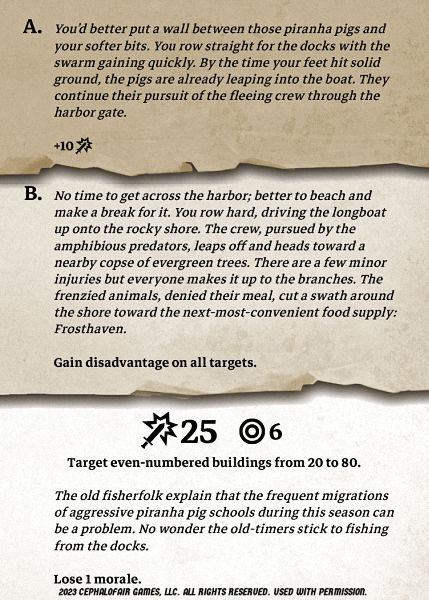 A. You'd better put a wall between those piranha pigs and
your softer bits. You row straight for the docks with the
swarm gaining quickly. By the time your feet hit solid
ground, the pigs are already leaping into the boat. They
continue their pursuit of the fleeing crew through the
harbor gate.
+10
B. No time to get across the harbor; better to beach and
make a break for it. You row hard, driving the longboat
up onto the rocky shore. The crew, pursued by the
amphibious predators, leaps off and heads toward a
nearby copse of evergreen trees. There are a few minor
injuries but everyone makes it up to the branches. The
frenzied animals, denied their meal, cut a swath around
the shore toward the next-most-convenient food supply:
Frosthaven.
Gain disadvantage on all targets.
25 6
Target even-numbered buildings from 20 to 80.
The old fisherfolk explain that the frequent migrations
of aggressive piranha pig schools during this season can
be a problem. No wonder the old-timers stick to fishing
from the docks.
Lose 1 morale.
2023 CEPHALOFAIR GAMES, LLC. ALL RIGHTS RESERVED. USED WITH PERMISSION.